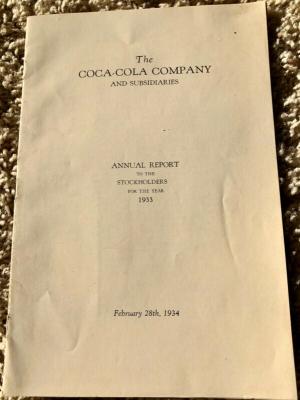 The
COCA-COLA COMPANY
AND SUBSIDIARIES
ANNUAL REPORT
TO THE
STOCKHOLDERS
FOR THE YEAR
1933
February 28th, 1934